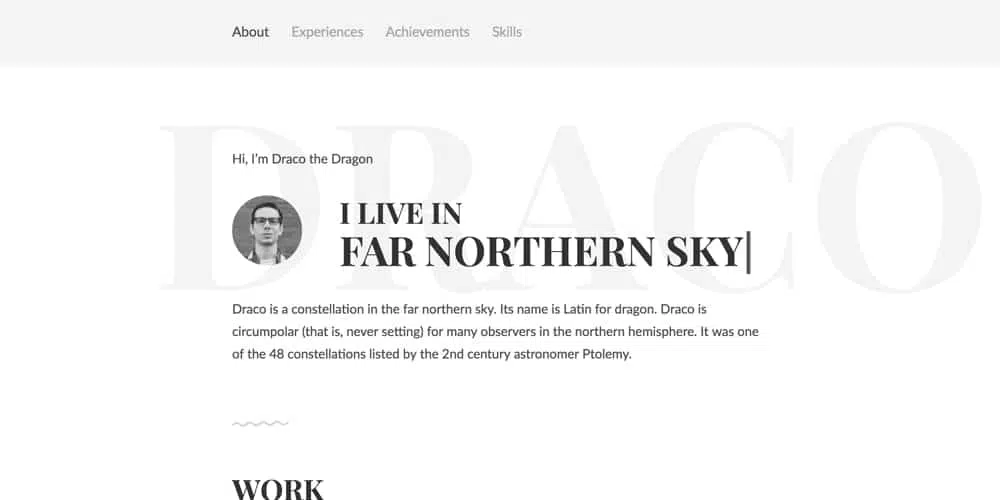 About Experiences Achievements Skills
DRACO
Hi, I'm Draco the Dragon
I LIVE IN
FAR NORTHERN SKY
Draco is a constellation in the far northern sky. Its name is Latin for dragon. Draco is
circumpolar (that is, never setting) for many observers in the northern hemisphere. It was one
of the 48 constellations listed by the 2nd century astronomer Ptolemy.
WORK